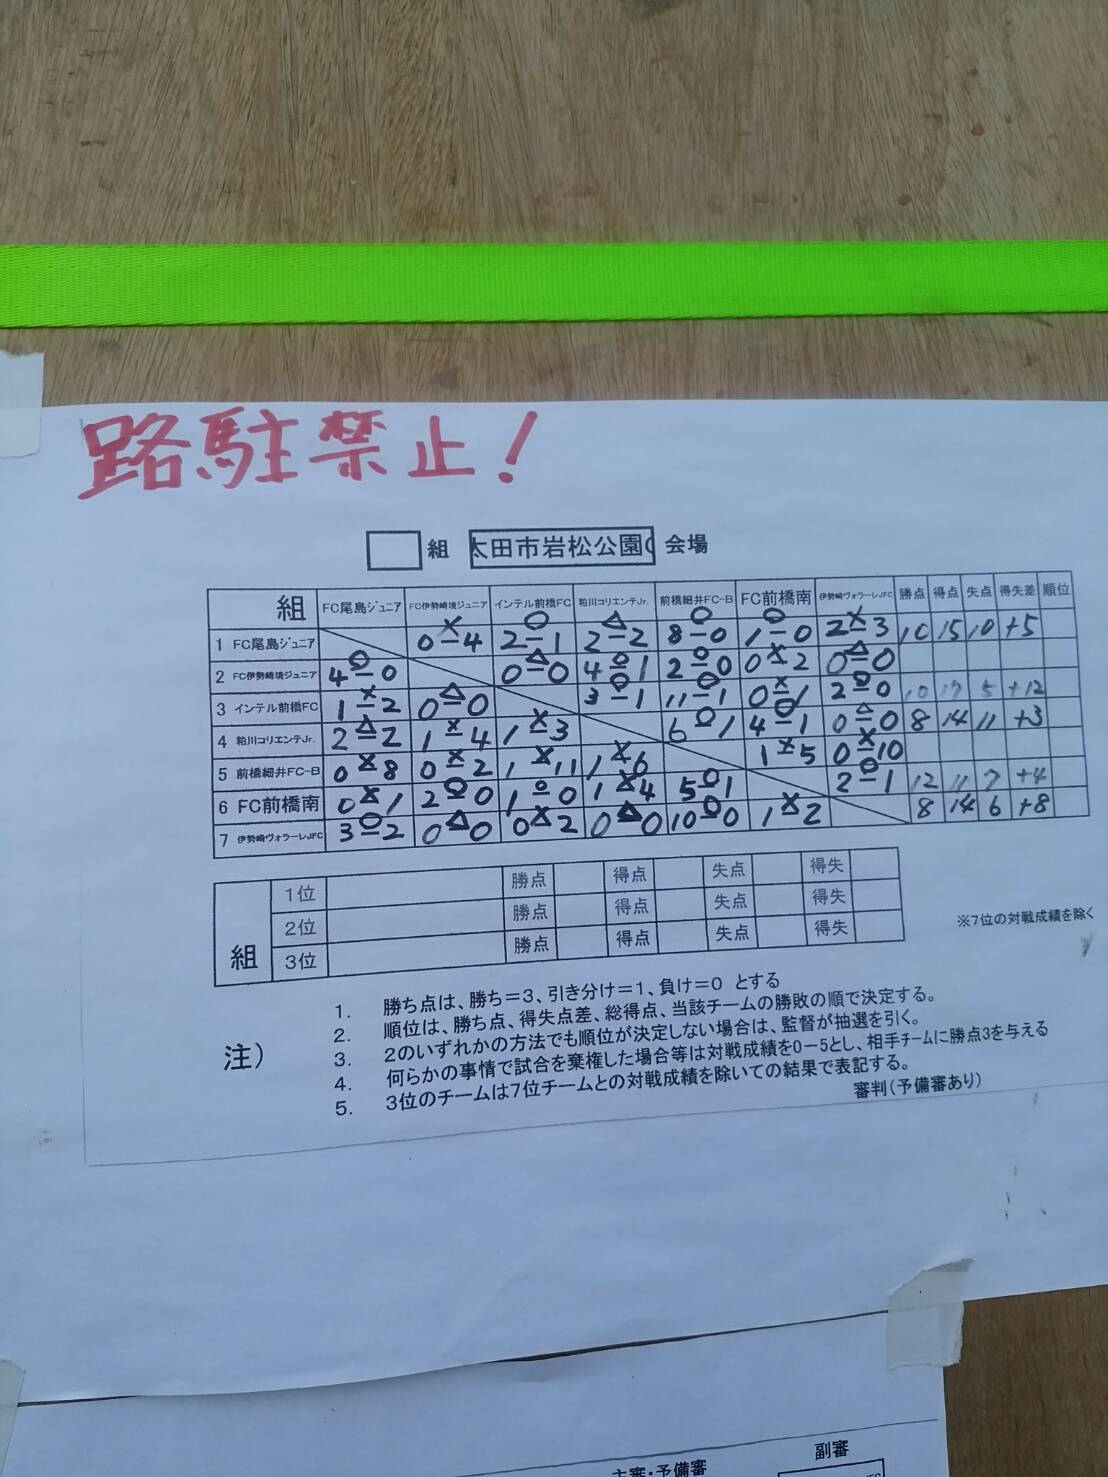 路駐禁止!
組 太田市岩松公園 会場
組 FC尾島ジュニア FC伊勢崎境ジュニア インテル前橋FC 粕川コリエンテJr. 前橋細井FC-B FC前橋南 伊勢崎ヴォラーレJFC 勝点 得点 失点 得失差 順位
1 FC尾島ジュニア 0×4 2○1 2△2 8○0 1○0 2×3 10 15 10 +5
2 FC伊勢崎境ジュニア 4○0 0△0 4○1 2○0 0×2 0△0
3 インテル前橋FC 1×2 0△0 3○1 11○1 0×1 2○0 10 17 5 +12
4 粕川コリエンテJr. 2△2 1×4 1×3 6○1 4○1 0△0 8 14 11 +3
5 前橋細井FC-B 0×8 0×2 1×11 1×6 1×5 0×10
6 FC前橋南 0×1 2○0 1○0 1×4 5○1 2○1 12 11 7 +4
7 伊勢崎ヴォラーレJFC 3○2 0△0 0×2 0△0 10○0 1×2 8 14 6 +8
組
1位 勝点 得点 失点 得失
2位 勝点 得点 失点 得失
3位 勝点 得点 失点 得失
※7位の対戦成績を除く
注)
1. 勝ち点は、勝ち=3、引き分け=1、負け=0 とする
2. 順位は、勝ち点、得失点差、総得点、当該チームの勝敗の順で決定する。
3. 2のいずれかの方法でも順位が決定しない場合は、監督が抽選を引く。
4. 何らかの事情で試合を棄権した場合等は対戦成績を0-5とし、相手チームに勝点3を与える
5. 3位のチームは7位チームとの対戦成績を除いての結果で表記する。
審判(予備審あり)
副審
主審・予備審